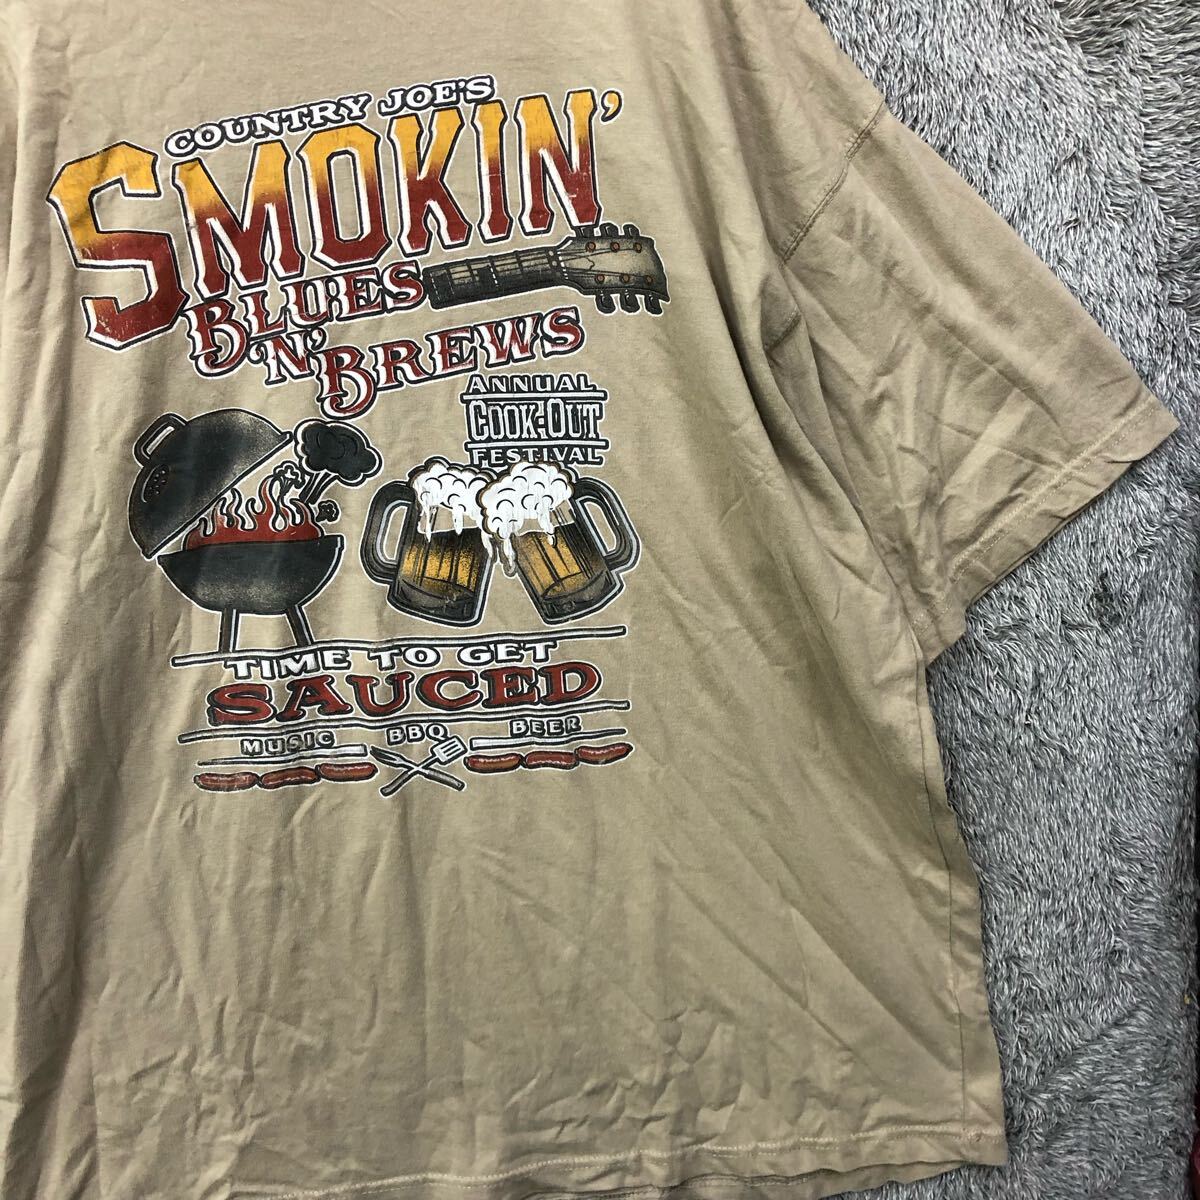 COUNTRY JOE'S
SMOKIN'
BLUES
'N' BREWS
ANNUAL
COOK-OUT
FESTIVAL
TIME TO GET
SAUCED
MUSIC BBQ BEER